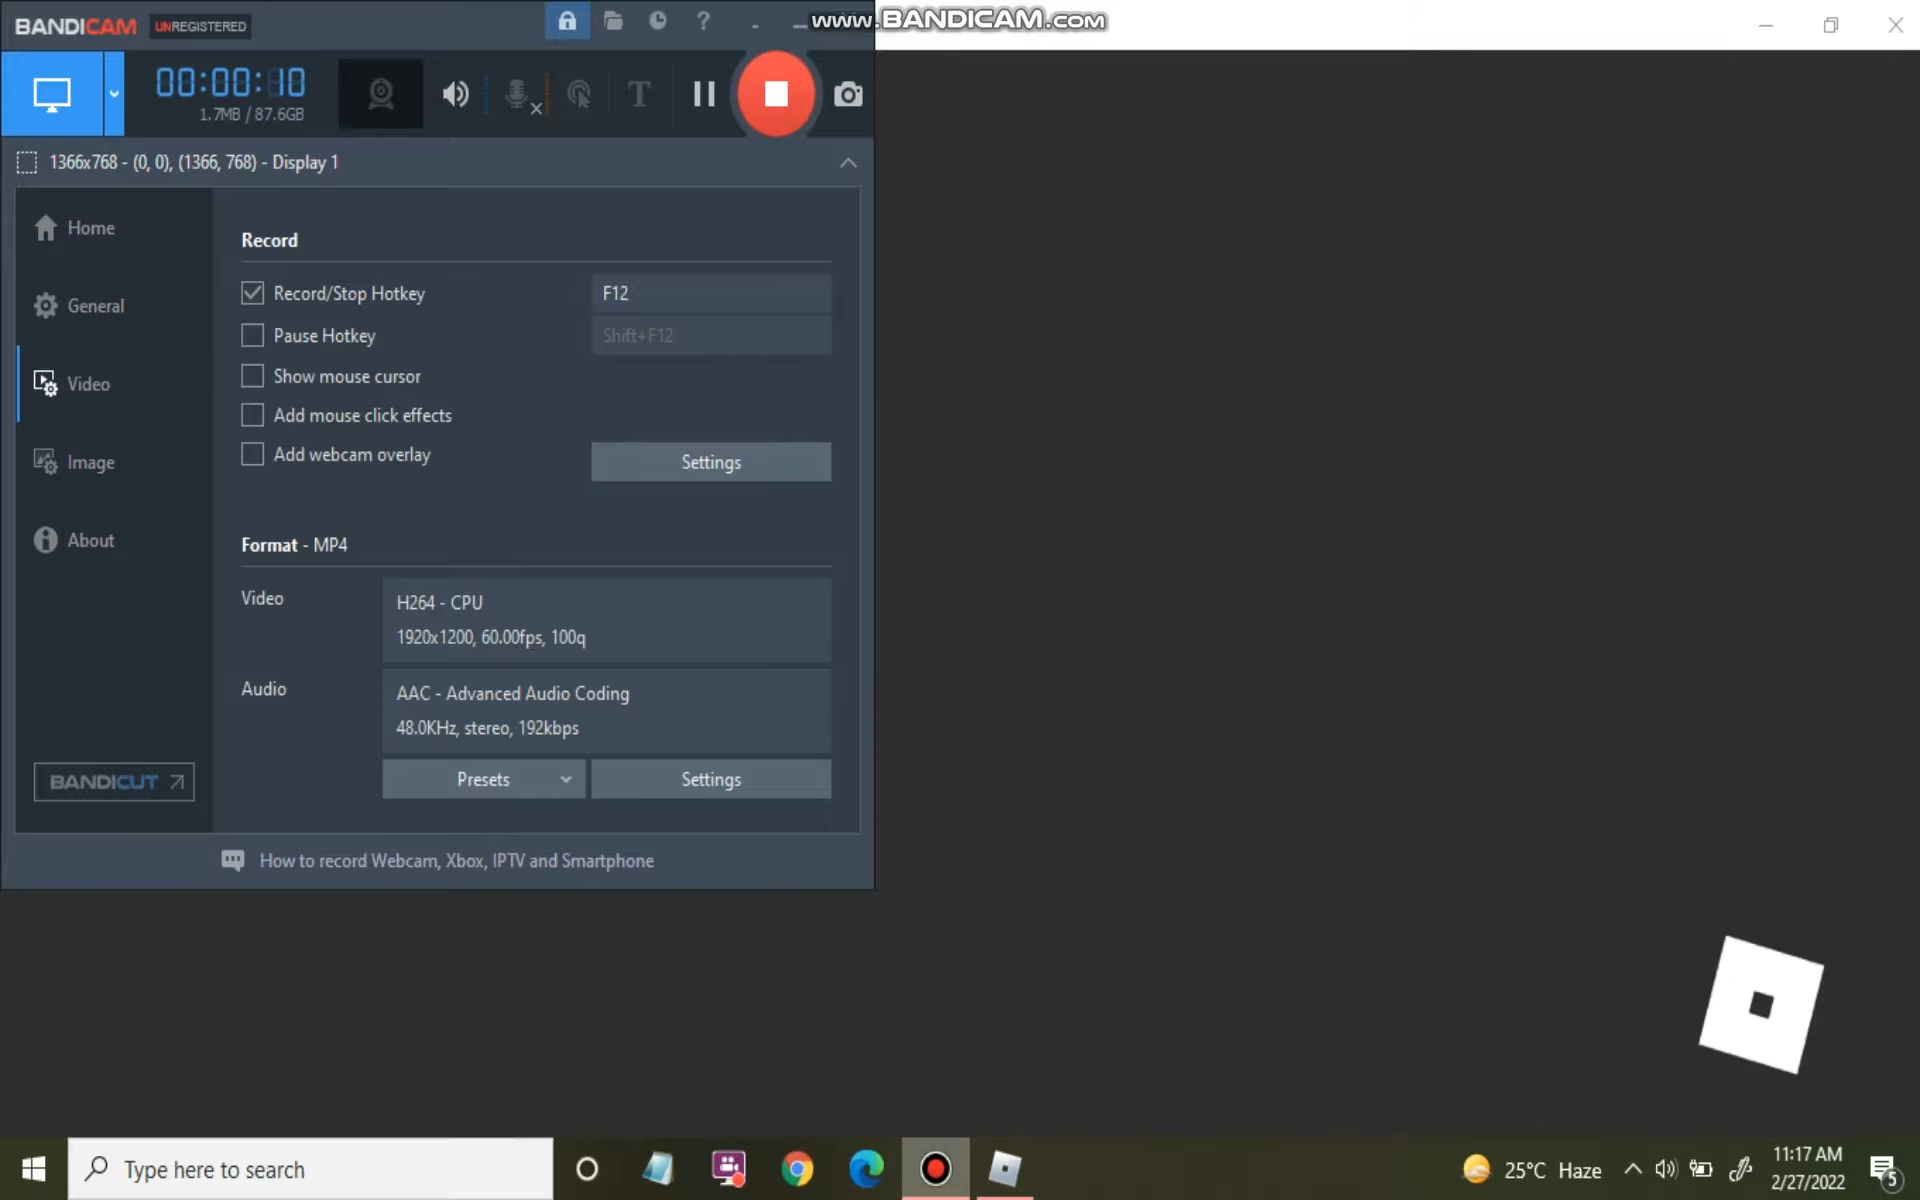 BANDICAM UNREGISTERED
www.BANDICAM.com
00:00:10
1.7MB / 87.6GB
1366x768 - (0, 0), (1366, 768) - Display 1
Home
General
Video
Image
About
BANDICUT
Record
Record/Stop Hotkey F12
Pause Hotkey Shift+F12
Show mouse cursor
Add mouse click effects
Add webcam overlay
Settings
Format - MP4
Video
H264 - CPU
1920x1200, 60.00fps, 100q
Audio
AAC - Advanced Audio Coding
48.0KHz, stereo, 192kbps
Presets Settings
How to record Webcam, Xbox, IPTV and Smartphone
Type here to search
25°C Haze
11:17 AM
2/27/2022
5